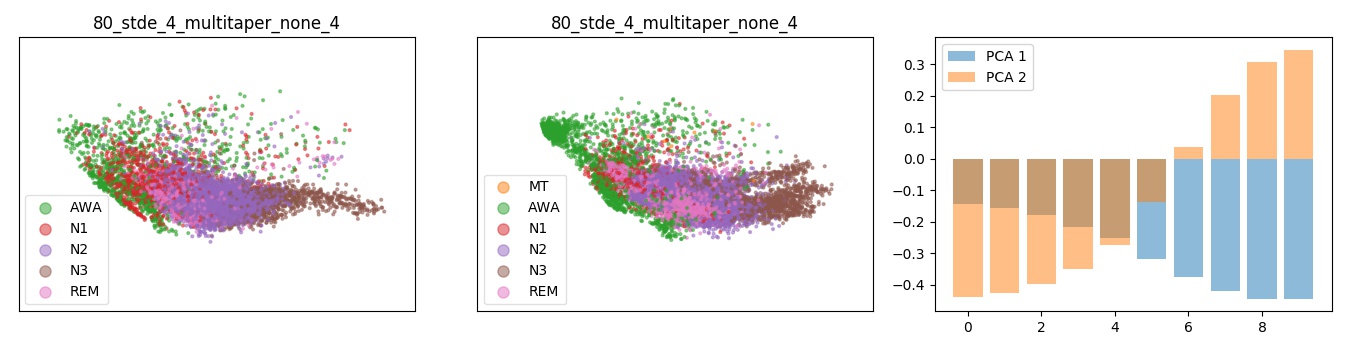 80_stde_4_multitaper_none_4
AWA
N1
N2
N3
REM
80_stde_4_multitaper_none_4
MT
AWA
N1
N2
N3
REM
PCA 1
PCA 2
0.3
0.2
0.1
0.0
−0.1
−0.2
−0.3
−0.4
0 2 4 6 8